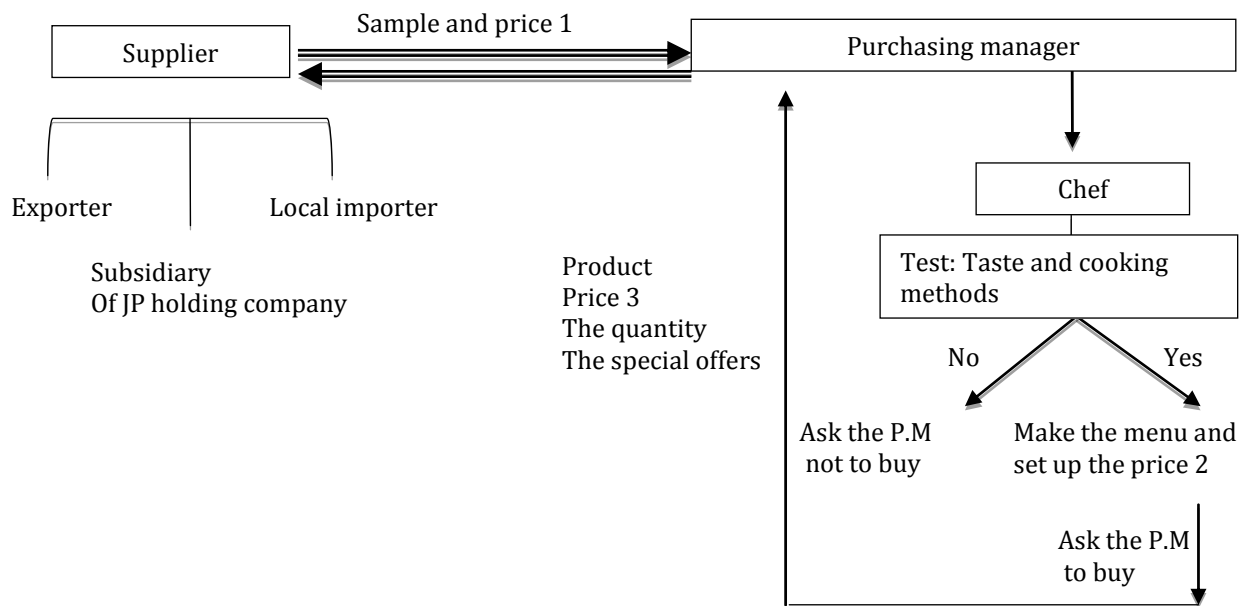 Sample and price 1
Supplier
Purchasing manager
Exporter
Local importer
Subsidiary
Of JP holding company
Chef
Test: Taste and cooking
methods
Product
Price 3
The quantity
The special offers
No
Yes
Ask the P.M
not to buy
Make the menu and
set up the price 2
Ask the P.M
to buy